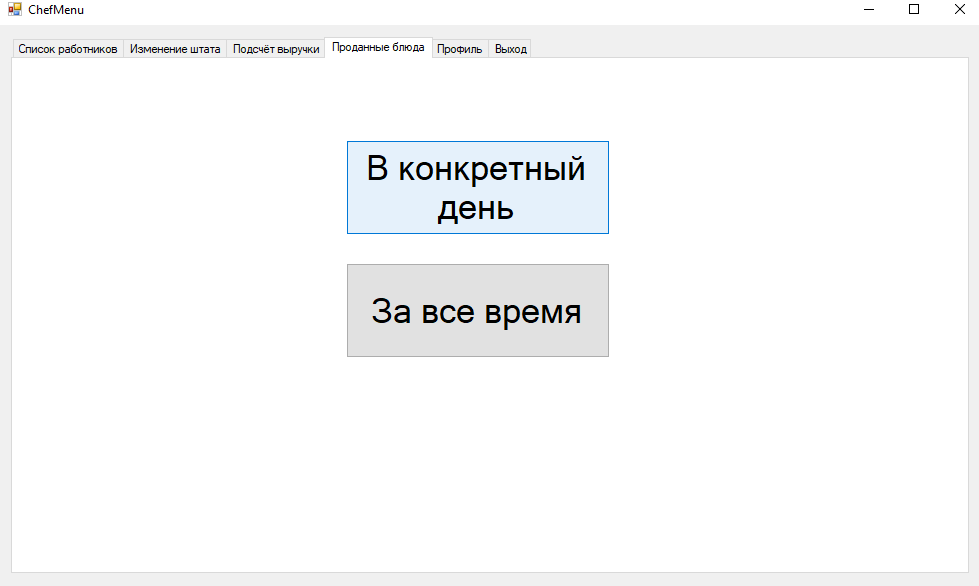 ChefMenu
Список работников Изменение штата Подсчёт выручки Проданные блюда Профиль Выход
В конкретный
день
За все время